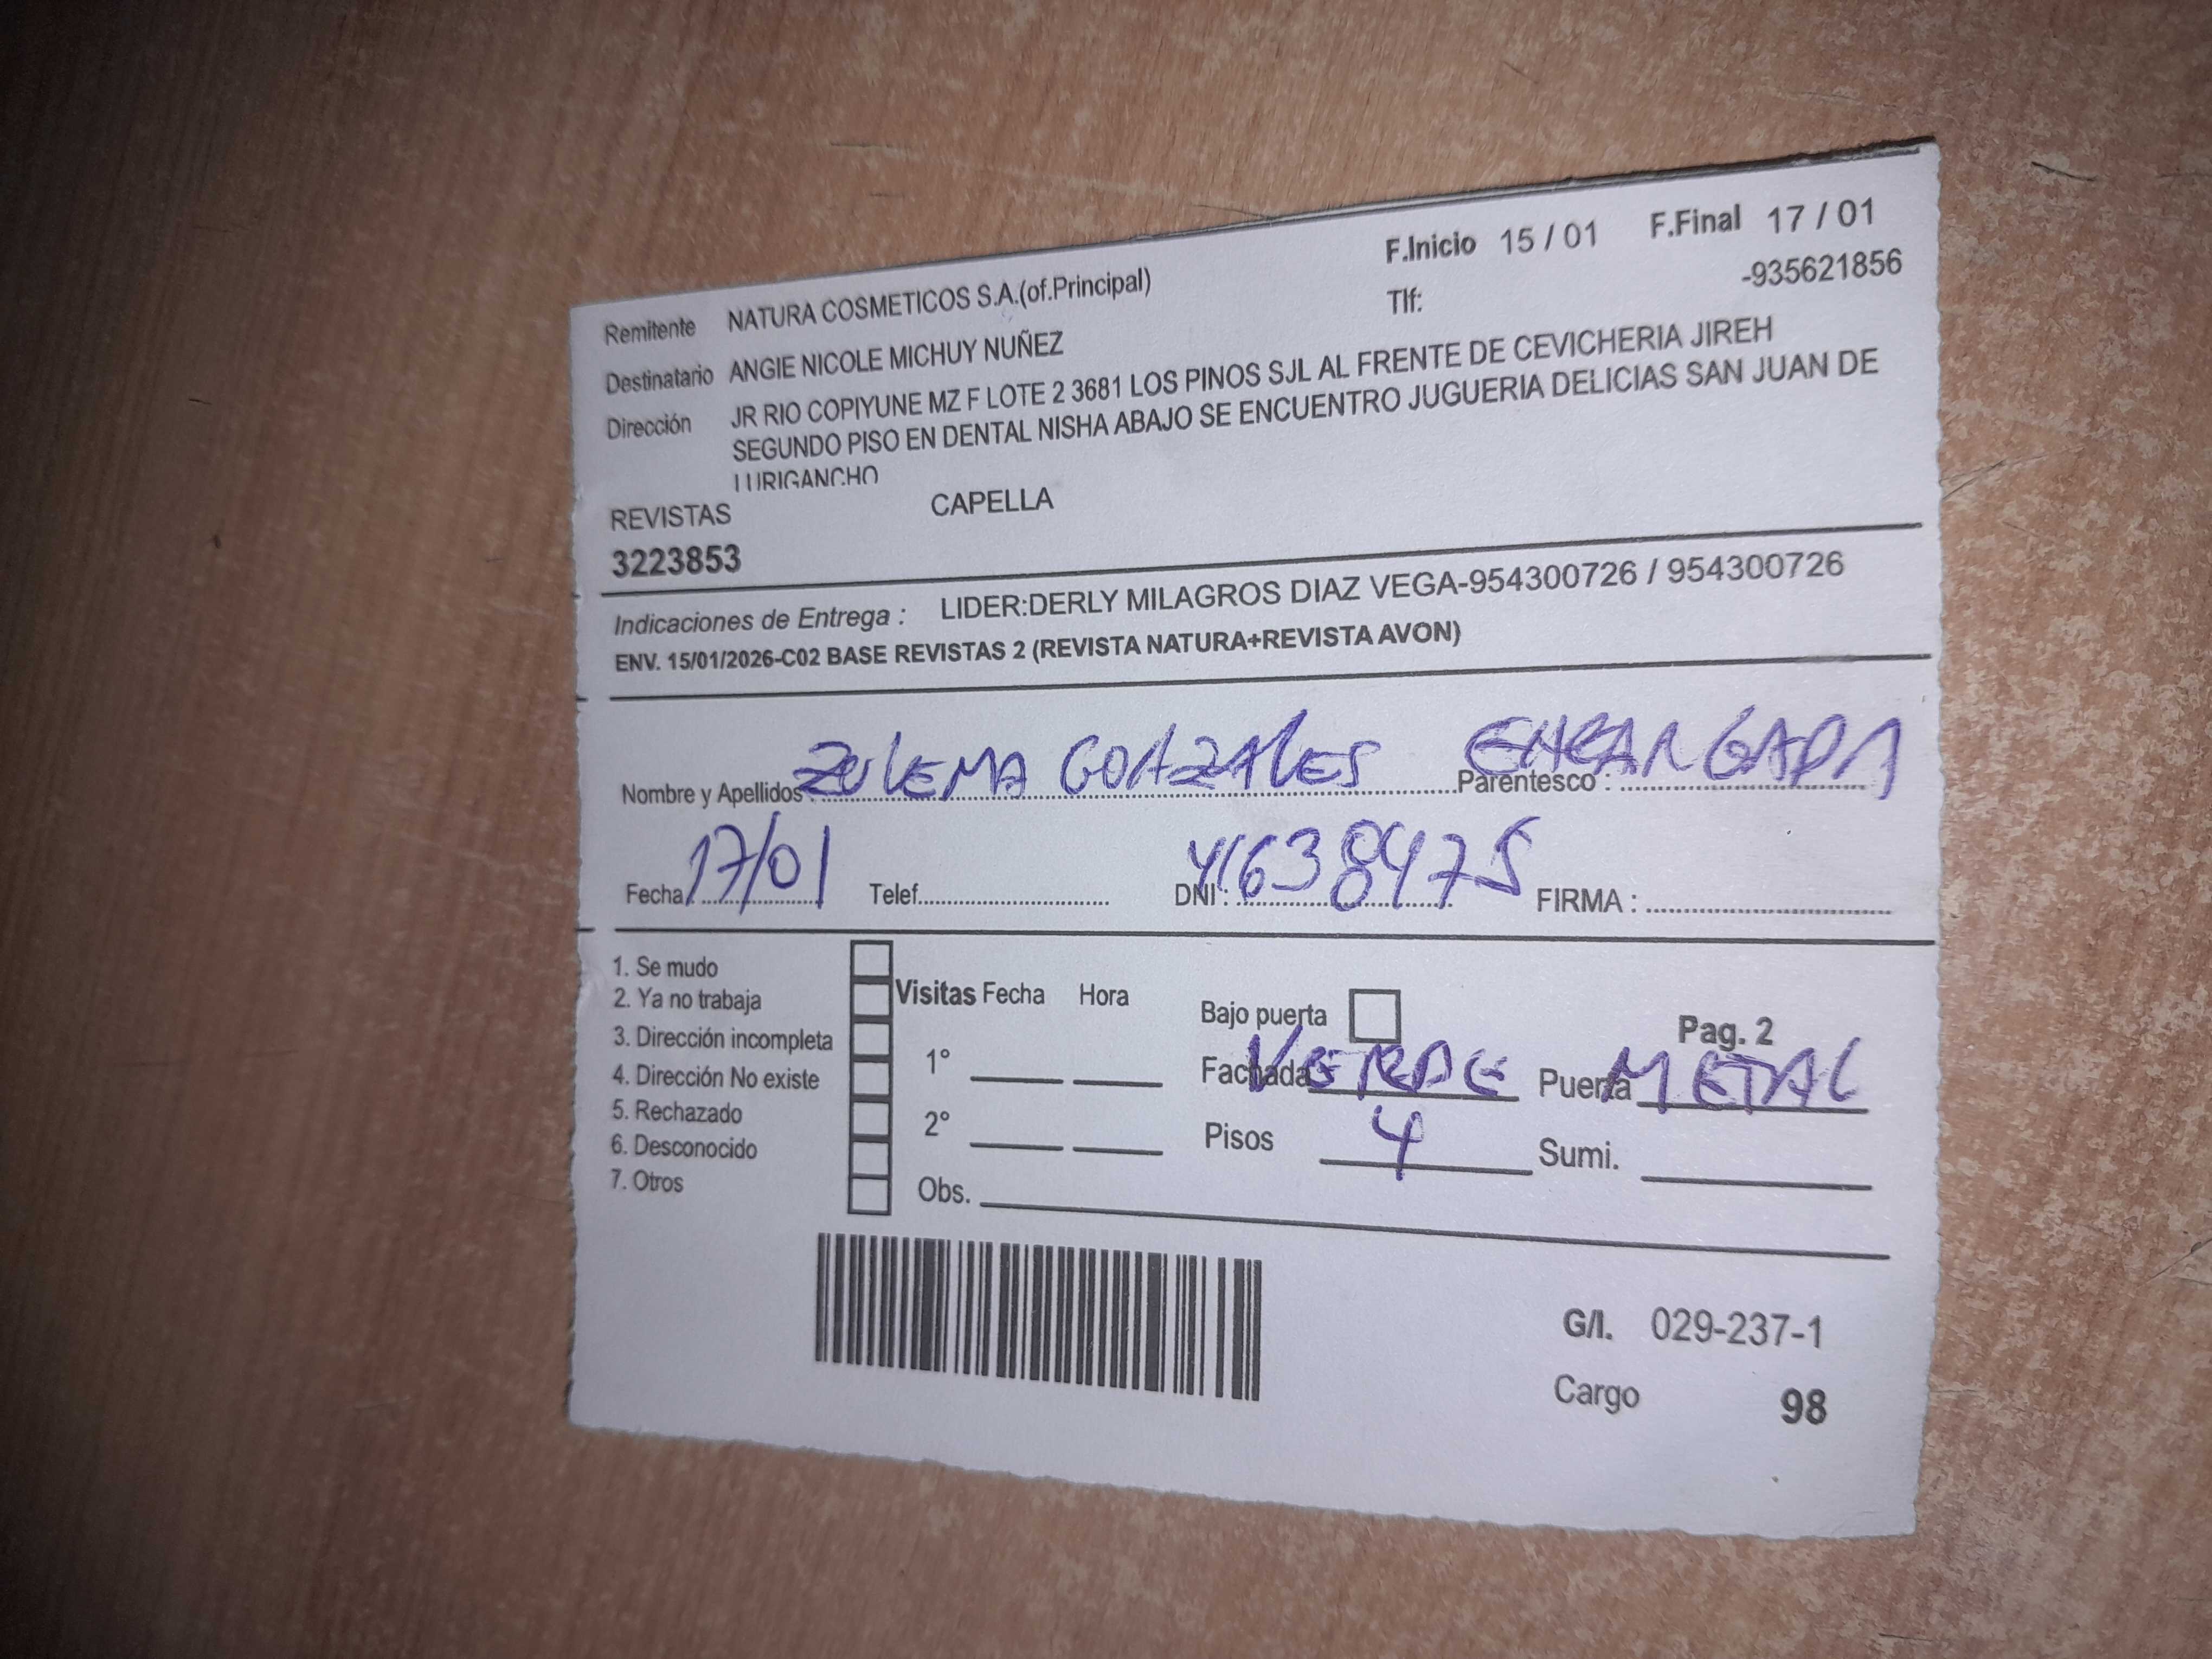 F.Inicio 15 / 01 F.Final 17 / 01
Remitente NATURA COSMETICOS S.A.(of.Principal) Tlf: -935621856
Destinatario ANGIE NICOLE MICHUY NUÑEZ
Dirección JR RIO COPIYUNE MZ F LOTE 2 3681 LOS PINOS SJL AL FRENTE DE CEVICHERIA JIREH
SEGUNDO PISO EN DENTAL NISHA ABAJO SE ENCUENTRO JUGUERIA DELICIAS SAN JUAN DE
LURIGANCHO
REVISTAS CAPELLA
3223853
Indicaciones de Entrega : LIDER:DERLY MILAGROS DIAZ VEGA-954300726 / 954300726
ENV. 15/01/2026-C02 BASE REVISTAS 2 (REVISTA NATURA+REVISTA AVON)
Nombre y Apellidos : ZULEMA GONZALES Parentesco : ENCARGADA
Fecha 17/01 Telef. DNI : 41638475 FIRMA :
1. Se mudo
2. Ya no trabaja
3. Dirección incompleta
4. Dirección No existe
5. Rechazado
6. Desconocido
7. Otros
Visitas Fecha Hora
1°
2°
Obs.
Bajo puerta Pag. 2
Fachada VERDE Puerta METAL
Pisos 4 Sumi.
G/I. 029-237-1
Cargo 98